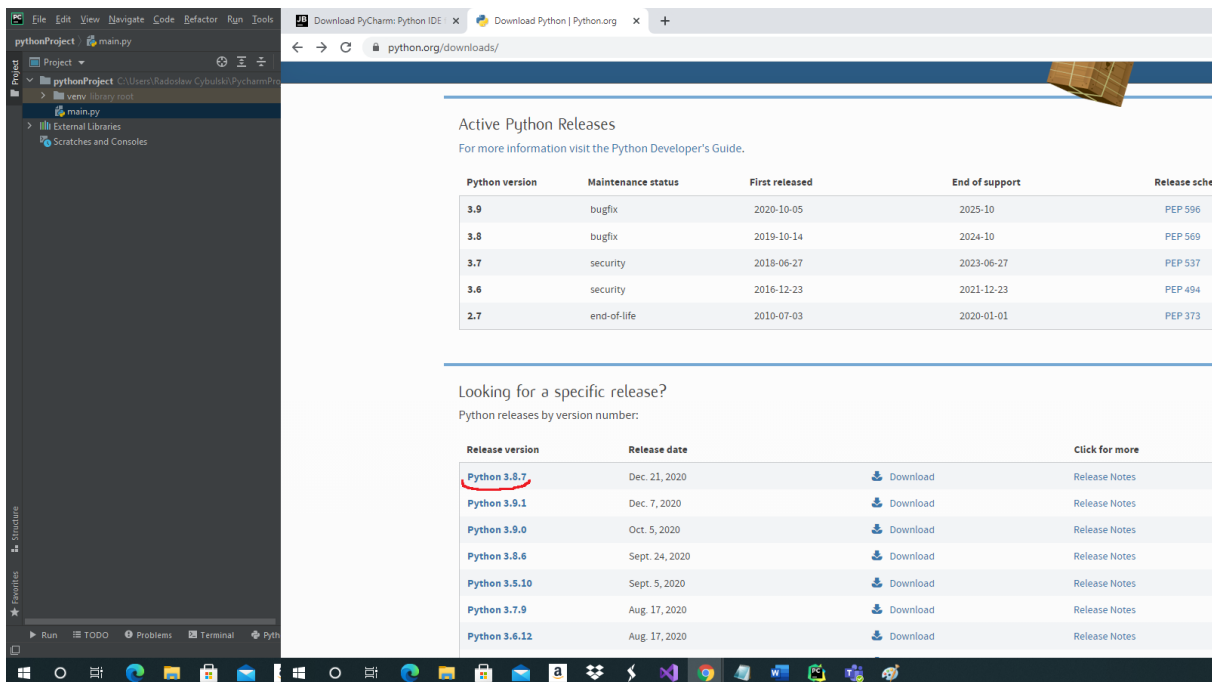 PC File Edit View Navigate Code Refactor Run Tools
pythonProject main.py
Project
Project
pythonProject C:\Users\Radosław Cybulski\PycharmPro
venv library root
main.py
External Libraries
Scratches and Consoles
Structure
Favorites
Run TODO Problems Terminal Pyth
JB Download PyCharm: Python IDE Download Python | Python.org
python.org/downloads/
Active Python Releases
For more information visit the Python Developer's Guide.
Python version Maintenance status First released End of support Release sche
3.9 bugfix 2020-10-05 2025-10 PEP 596
3.8 bugfix 2019-10-14 2024-10 PEP 569
3.7 security 2018-06-27 2023-06-27 PEP 537
3.6 security 2016-12-23 2021-12-23 PEP 494
2.7 end-of-life 2010-07-03 2020-01-01 PEP 373
Looking for a specific release?
Python releases by version number:
Release version Release date Click for more
Python 3.8.7 Dec. 21, 2020 Download Release Notes
Python 3.9.1 Dec. 7, 2020 Download Release Notes
Python 3.9.0 Oct. 5, 2020 Download Release Notes
Python 3.8.6 Sept. 24, 2020 Download Release Notes
Python 3.5.10 Sept. 5, 2020 Download Release Notes
Python 3.7.9 Aug. 17, 2020 Download Release Notes
Python 3.6.12 Aug. 17, 2020 Download Release Notes